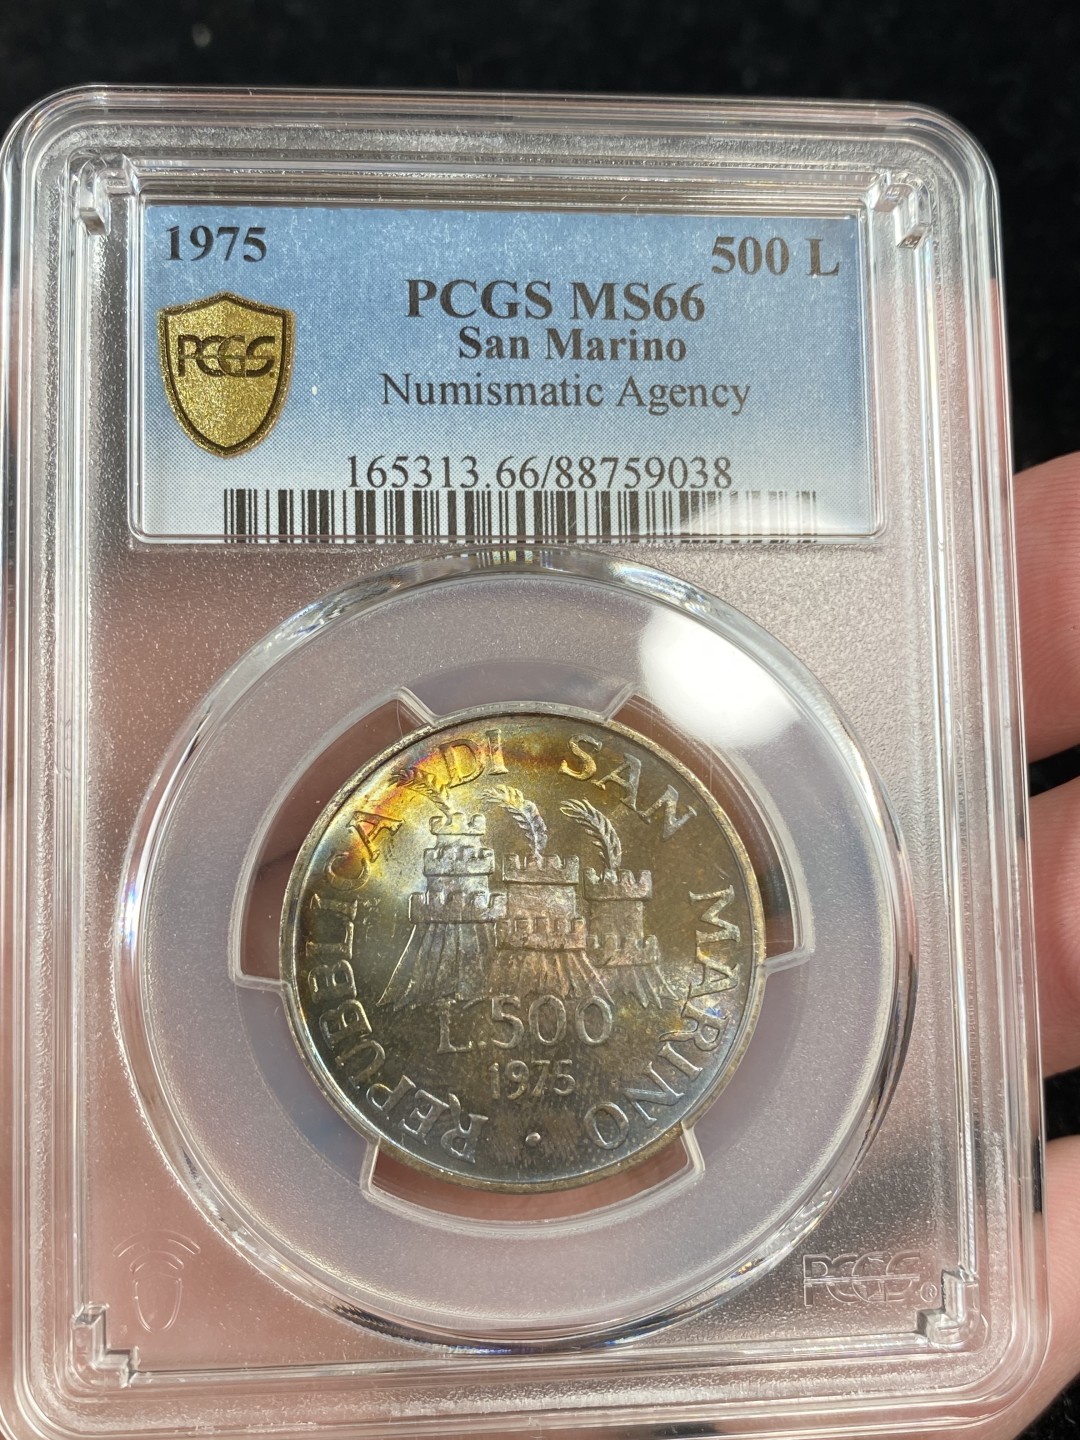 1975
500 L
PCGS MS66
San Marino
Numismatic Agency
PCGS
165313.66/88759038
REPUBBLICA DI SAN MARINO
L.500
1975
PCGS